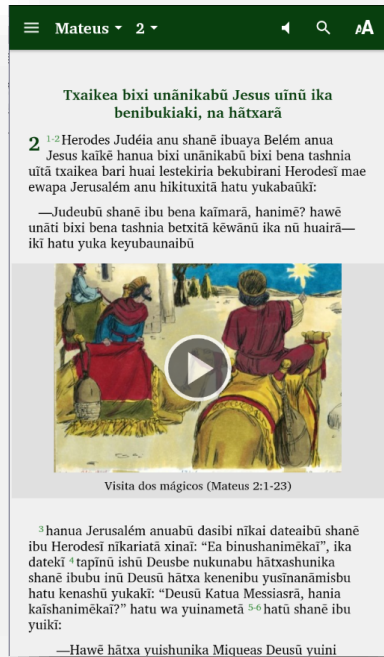 Mateus 2 AA
Txaikea bixi unãnikabũ Jesus uĩnũ ika
benibukiaki, na hãtxarã
2 1-2 Herodes Judéia anu shanẽ ibuaya Belém anua
Jesus kaĩkẽ hanua bixi unãnikabũ bixi bena tashnia
uĩtã txaikea bari huai lestekiria bekubirani Herodesĩ mae
ewapa Jerusalém anu hikituxitã hatu yukabaũkĩ:
—Judeubũ shanẽ ibu bena kaĩmarã, hanimẽ? hawẽ
unãti bixi bena tashnia betxitã kẽwãnũ ika nũ huairã—
ikĩ hatu yuka keyubaunaibũ
Visita dos mágicos (Mateus 2:1-23)
3 hanua Jerusalém anuabũ dasibi nĩkai dateaibũ shanẽ
ibu Herodesĩ nĩkariatã xinaĩ: “Ea binushanimẽkaĩ”, ika
datekĩ 4 tapĩnũ ishũ Deusbe nukunabu hãtxashunika
shanẽ ibubu inũ Deusũ hãtxa kenenibu yusĩnanãmisbu
hatu kenashũ yukakĩ: “Deusũ Katua Messiasrã, hania
kaĩshanimẽkaĩ?” hatu wa yuinametã 5-6 hatũ shanẽ ibu
yuikĩ:
—Hawẽ hãtxa yuishunika Miqueas Deusũ yuini